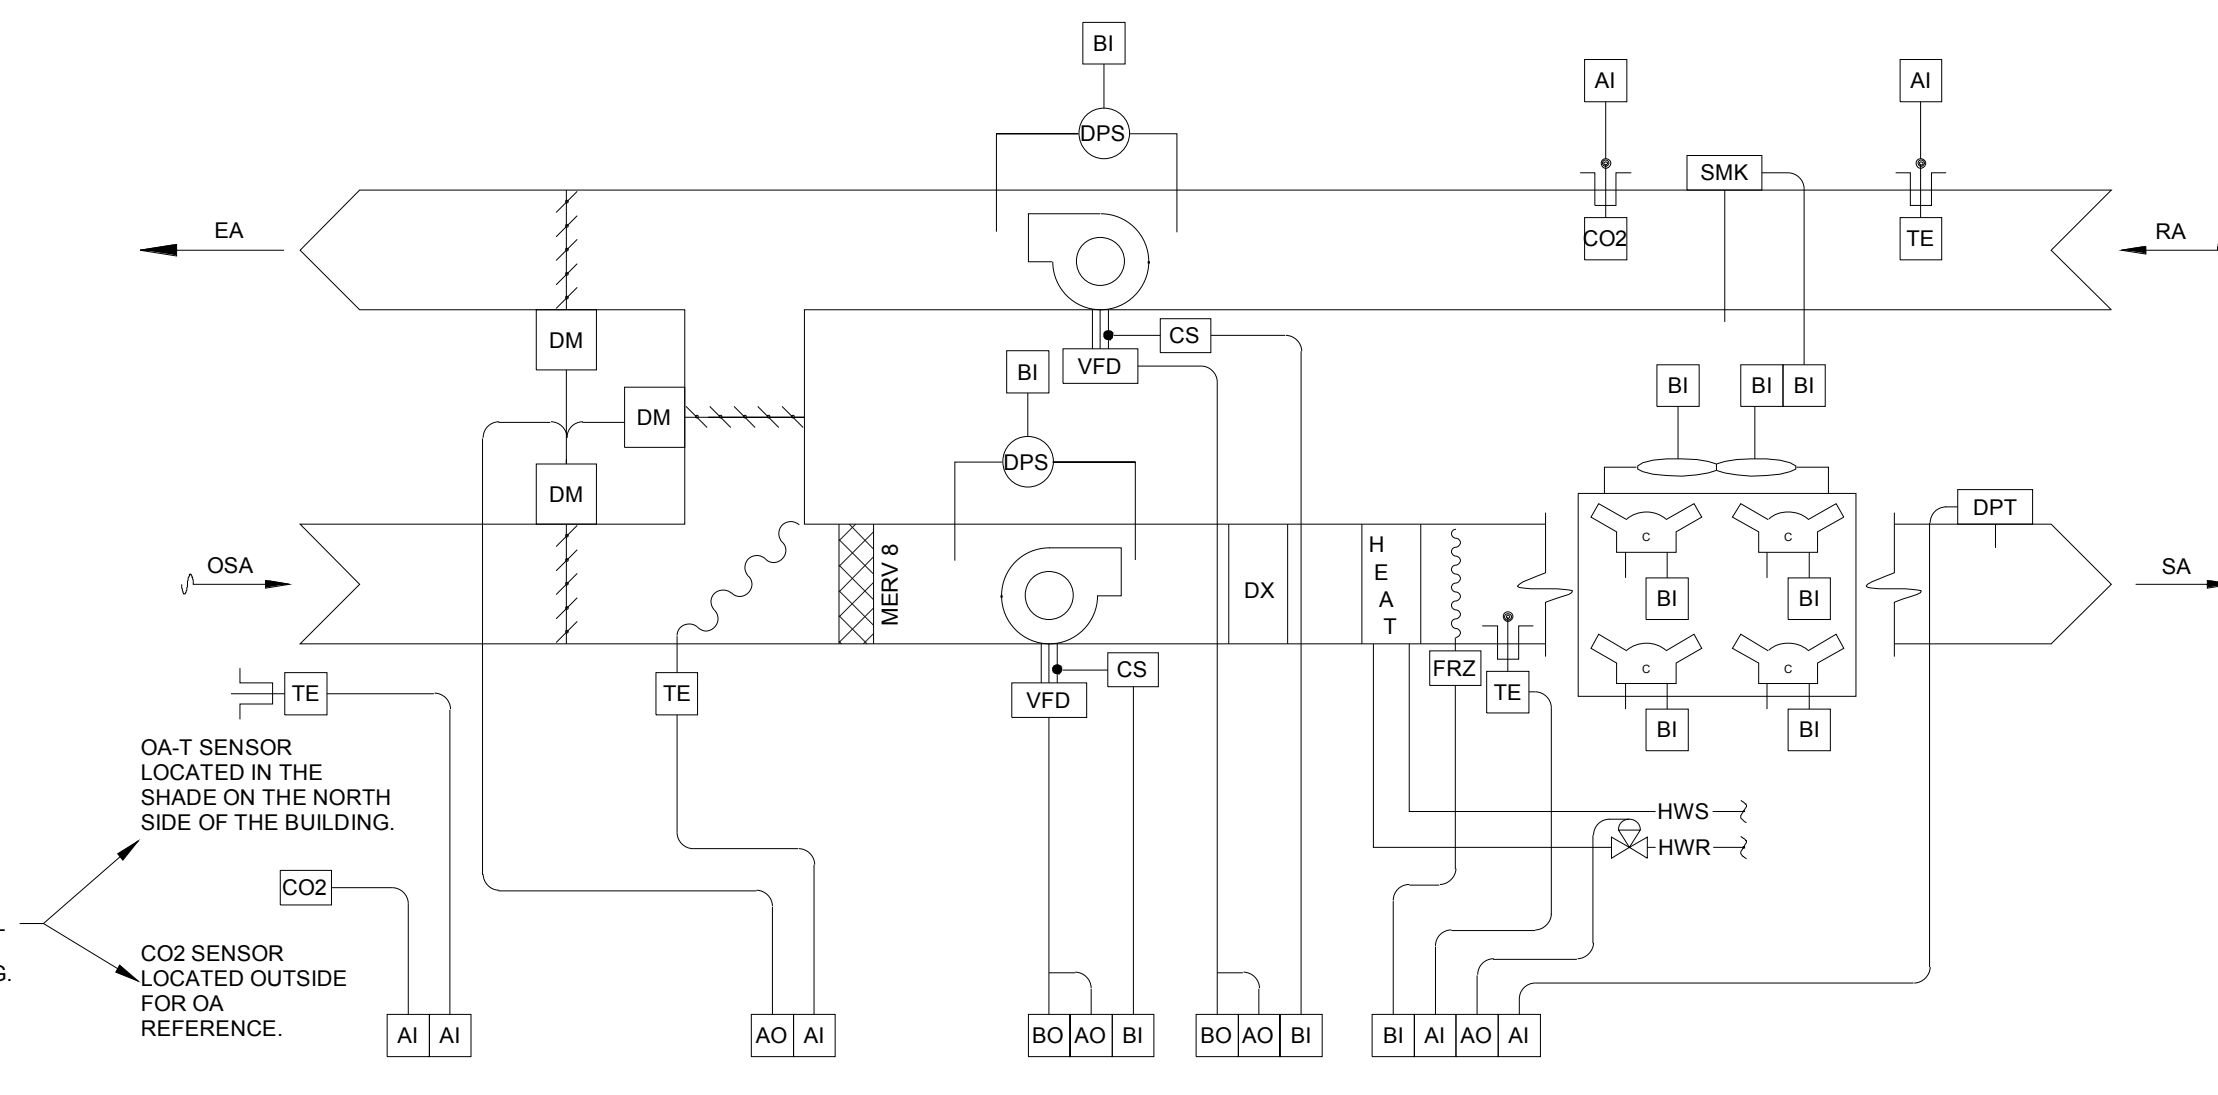 BI
AI
AI
DPS
SMK
EA
CO2
TE
RA
DM
CS
VFD
BI
BI
BI
BI
DM
DPS
DM
DPT
C
C
OSA
MERV 8
DX
HEAT
BI
BI
SA
FRZ
CS
TE
TE
TE
VFD
C
C
BI
BI
OA-T SENSOR
LOCATED IN THE
SHADE ON THE NORTH
SIDE OF THE BUILDING.
HWS
HWR
CO2
G.
CO2 SENSOR
LOCATED OUTSIDE
FOR OA
REFERENCE.
AI AI
AO AI
BO AO BI
BO AO BI
BI AI AO AI